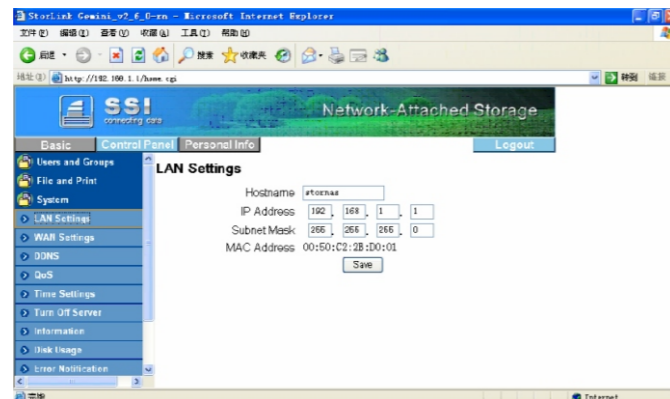 StorLink Gemini_v2_6_0-rn - Microsoft Internet Explorer
文件(F) 编辑(E) 查看(V) 收藏(A) 工具(T) 帮助(H)
后退 搜索 收藏夹
地址(D) http://192.168.1.1/home.cgi 转到 链接
SSI
connecting data
Network-Attached Storage
Basic Control Panel Personal Info Logout
Users and Groups
File and Print
System
LAN Settings
WAN Settings
DDNS
QoS
Time Settings
Turn Off Server
Information
Disk Usage
Error Notification
LAN Settings
Hostname stornas
IP Address 192 . 168 . 1 . 1
Subnet Mask 255 . 255 . 255 . 0
MAC Address 00:50:C2:2B:D0:01
Save
完毕 Internet